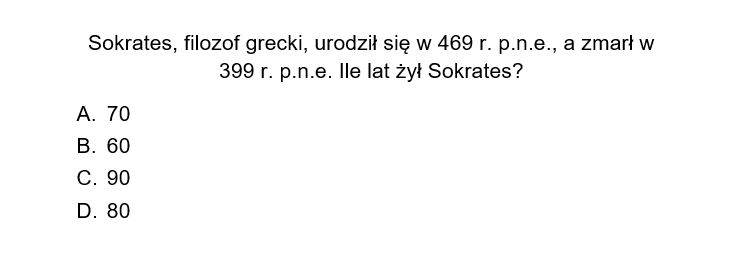 Sokrates, filozof grecki, urodził się w 469 r. p.n.e., a zmarł w
399 r. p.n.e. Ile lat żył Sokrates?
A. 70
B. 60
C. 90
D. 80